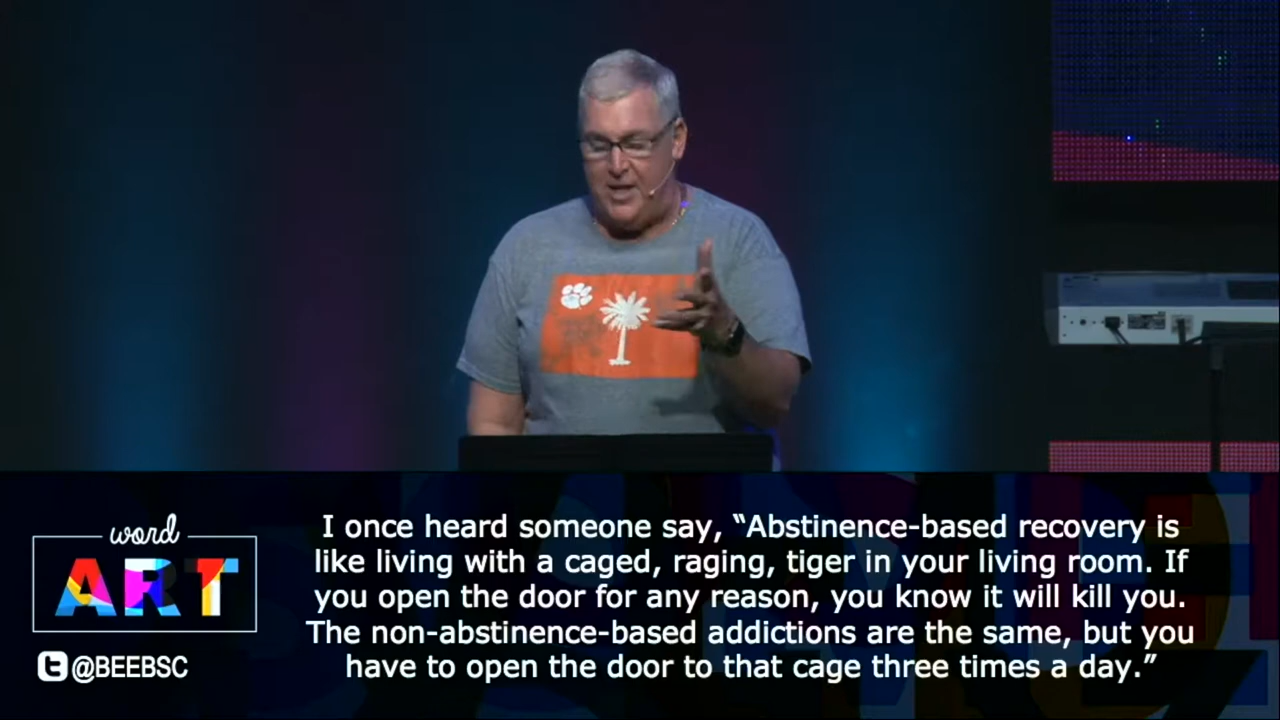 word
ART
@BEEBSC
I once heard someone say, “Abstinence-based recovery is
like living with a caged, raging, tiger in your living room. If
you open the door for any reason, you know it will kill you.
The non-abstinence-based addictions are the same, but you
have to open the door to that cage three times a day.”